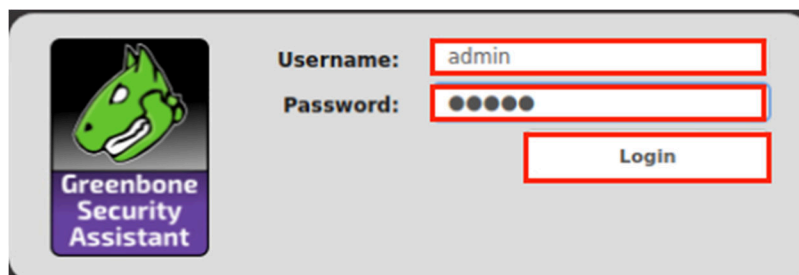 Username: admin
Password: ●●●●●
Login
Greenbone
Security
Assistant